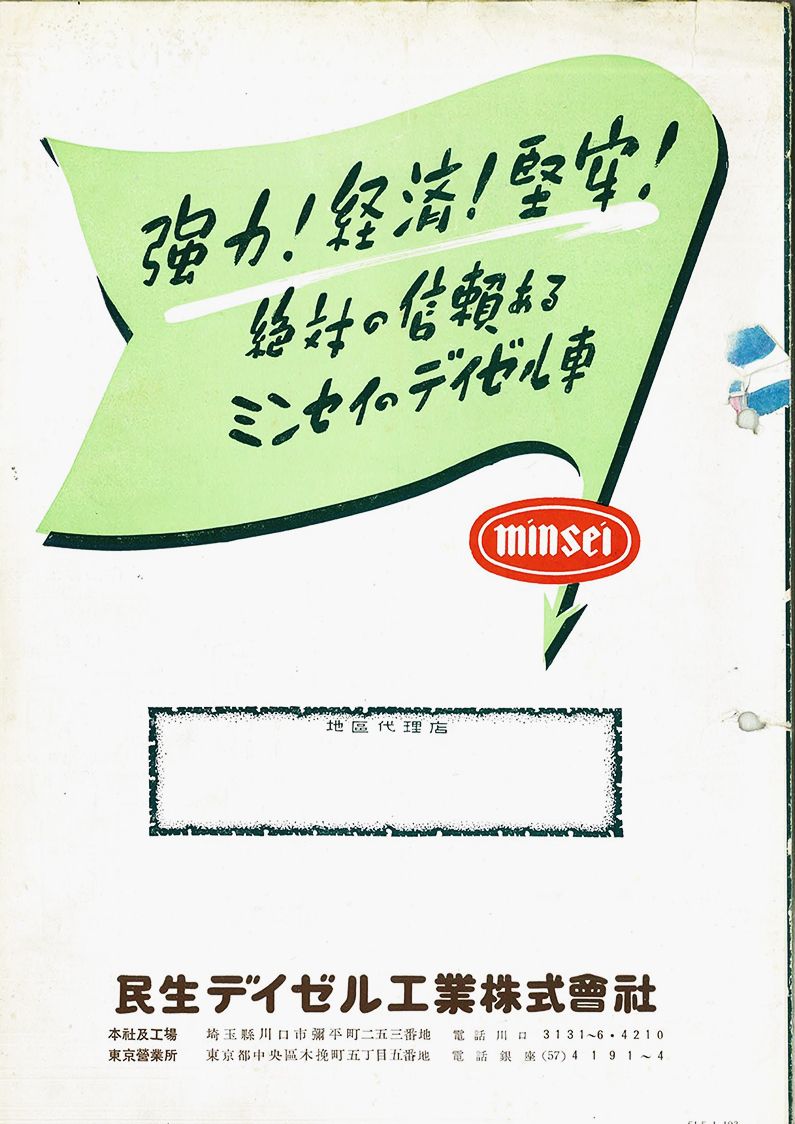 強力！経済！堅牢！
絶対の信頼ある
ミンセイのデイゼル車
minsei
地區代理店
民生デイゼル工業株式會社
本社及工場 埼玉縣川口市彌平町二五三番地 電話川口 3131~6・4210
東京營業所 東京都中央區木挽町五丁目五番地 電話銀座(57)4191~4